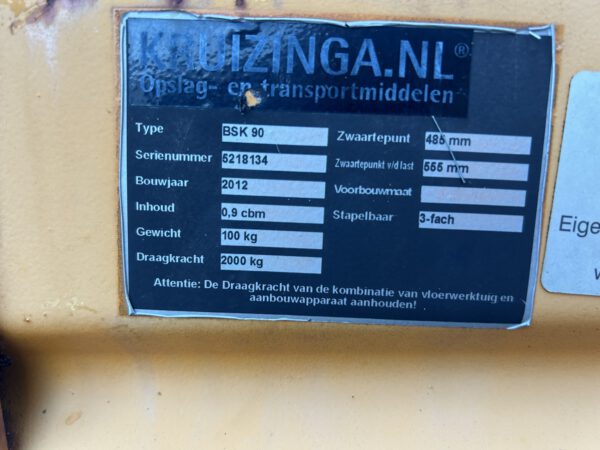 KRUIZINGA.NL®
Opslag- en transportmiddelen
Type BSK 90 Zwaartepunt 485 mm
Serienummer 5218134 Zwaartepunkt v/d last 555 mm
Bouwjaar 2012 Voorbouwmaat
Inhoud 0,9 cbm Stapelbaar 3-fach
Gewicht 100 kg
Draagkracht 2000 kg
Attentie: De Draagkracht van de kombinatie van vloerwerktuig en
aanbouwapparaat aanhouden!
Eige